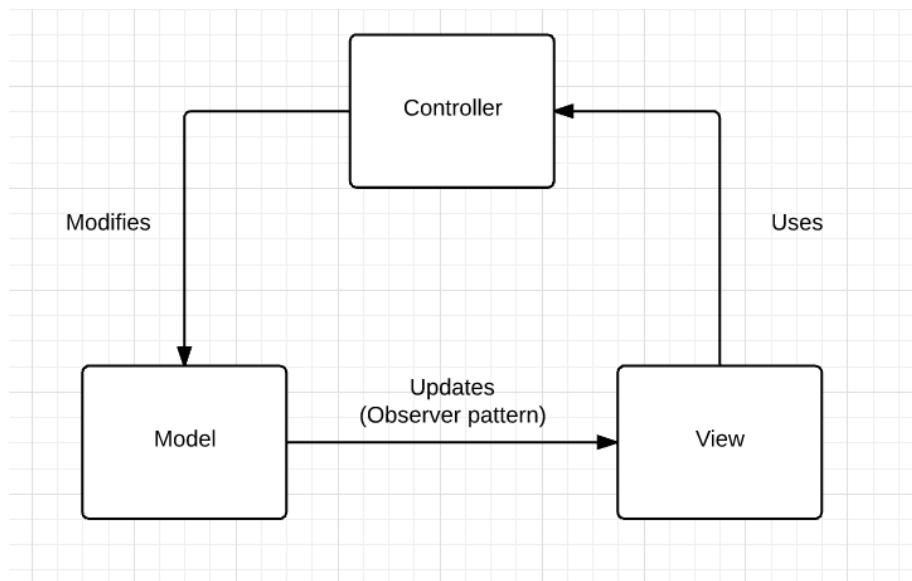 Controller
Modifies
Uses
Updates
(Observer pattern)
Model
View